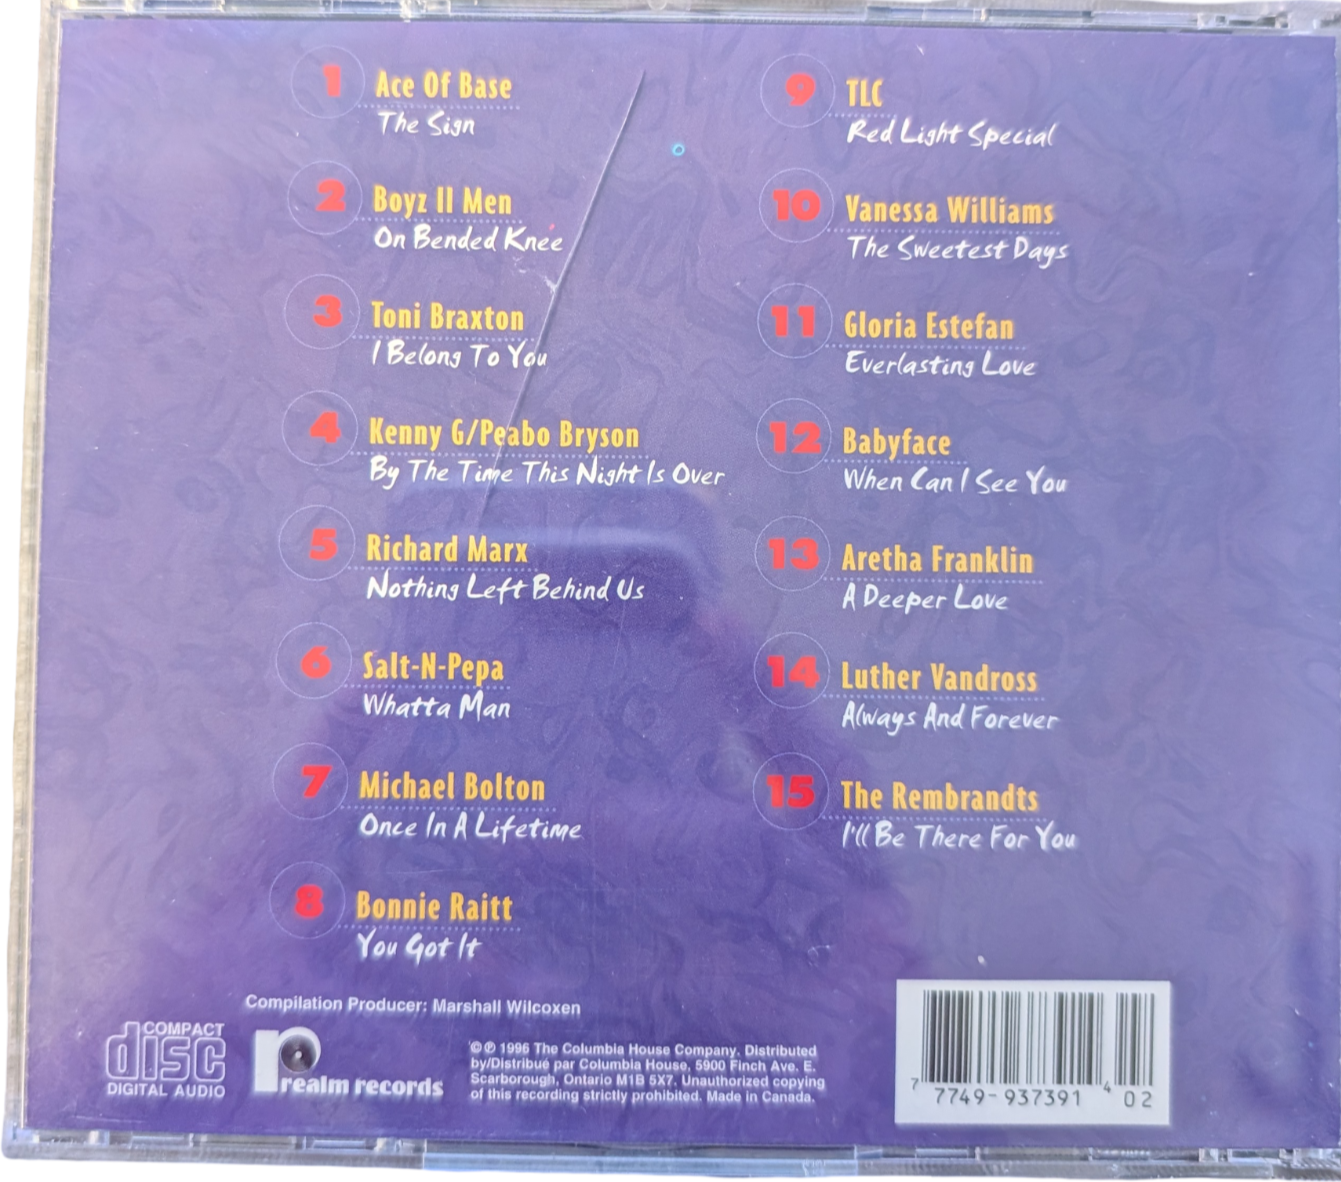 1 Ace Of Base
The Sign
2 Boyz II Men
On Bended Knee
3 Toni Braxton
I Belong To You
4 Kenny G/Peabo Bryson
By The Time This Night Is Over
5 Richard Marx
Nothing Left Behind Us
6 Salt-N-Pepa
Whatta Man
7 Michael Bolton
Once In A Lifetime
8 Bonnie Raitt
You Got It
9 TLC
Red Light Special
10 Vanessa Williams
The Sweetest Days
11 Gloria Estefan
Everlasting Love
12 Babyface
When Can I See You
13 Aretha Franklin
A Deeper Love
14 Luther Vandross
Always And Forever
15 The Rembrandts
I'll Be There For You
Compilation Producer: Marshall Wilcoxen
COMPACT
disc
DIGITAL AUDIO
realm records
©℗ 1996 The Columbia House Company. Distributed
by/Distribué par Columbia House, 5900 Finch Ave. E.
Scarborough, Ontario M1B 5X7. Unauthorized copying
of this recording strictly prohibited. Made in Canada.
7 7749-937391 4 02